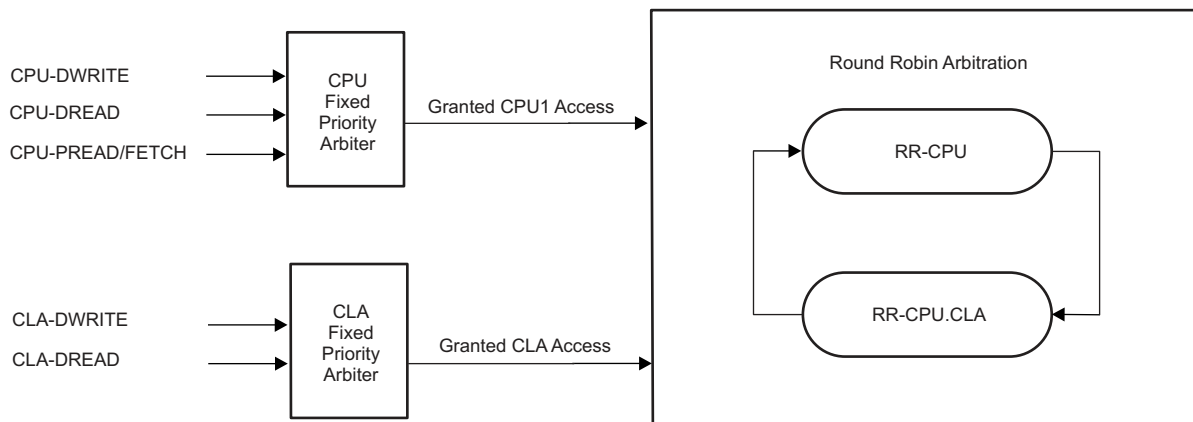 CPU-DWRITE
CPU-DREAD
CPU-PREAD/FETCH
CPU
Fixed
Priority
Arbiter
Granted CPU1 Access
CLA-DWRITE
CLA-DREAD
CLA
Fixed
Priority
Arbiter
Granted CLA Access
Round Robin Arbitration
RR-CPU
RR-CPU.CLA